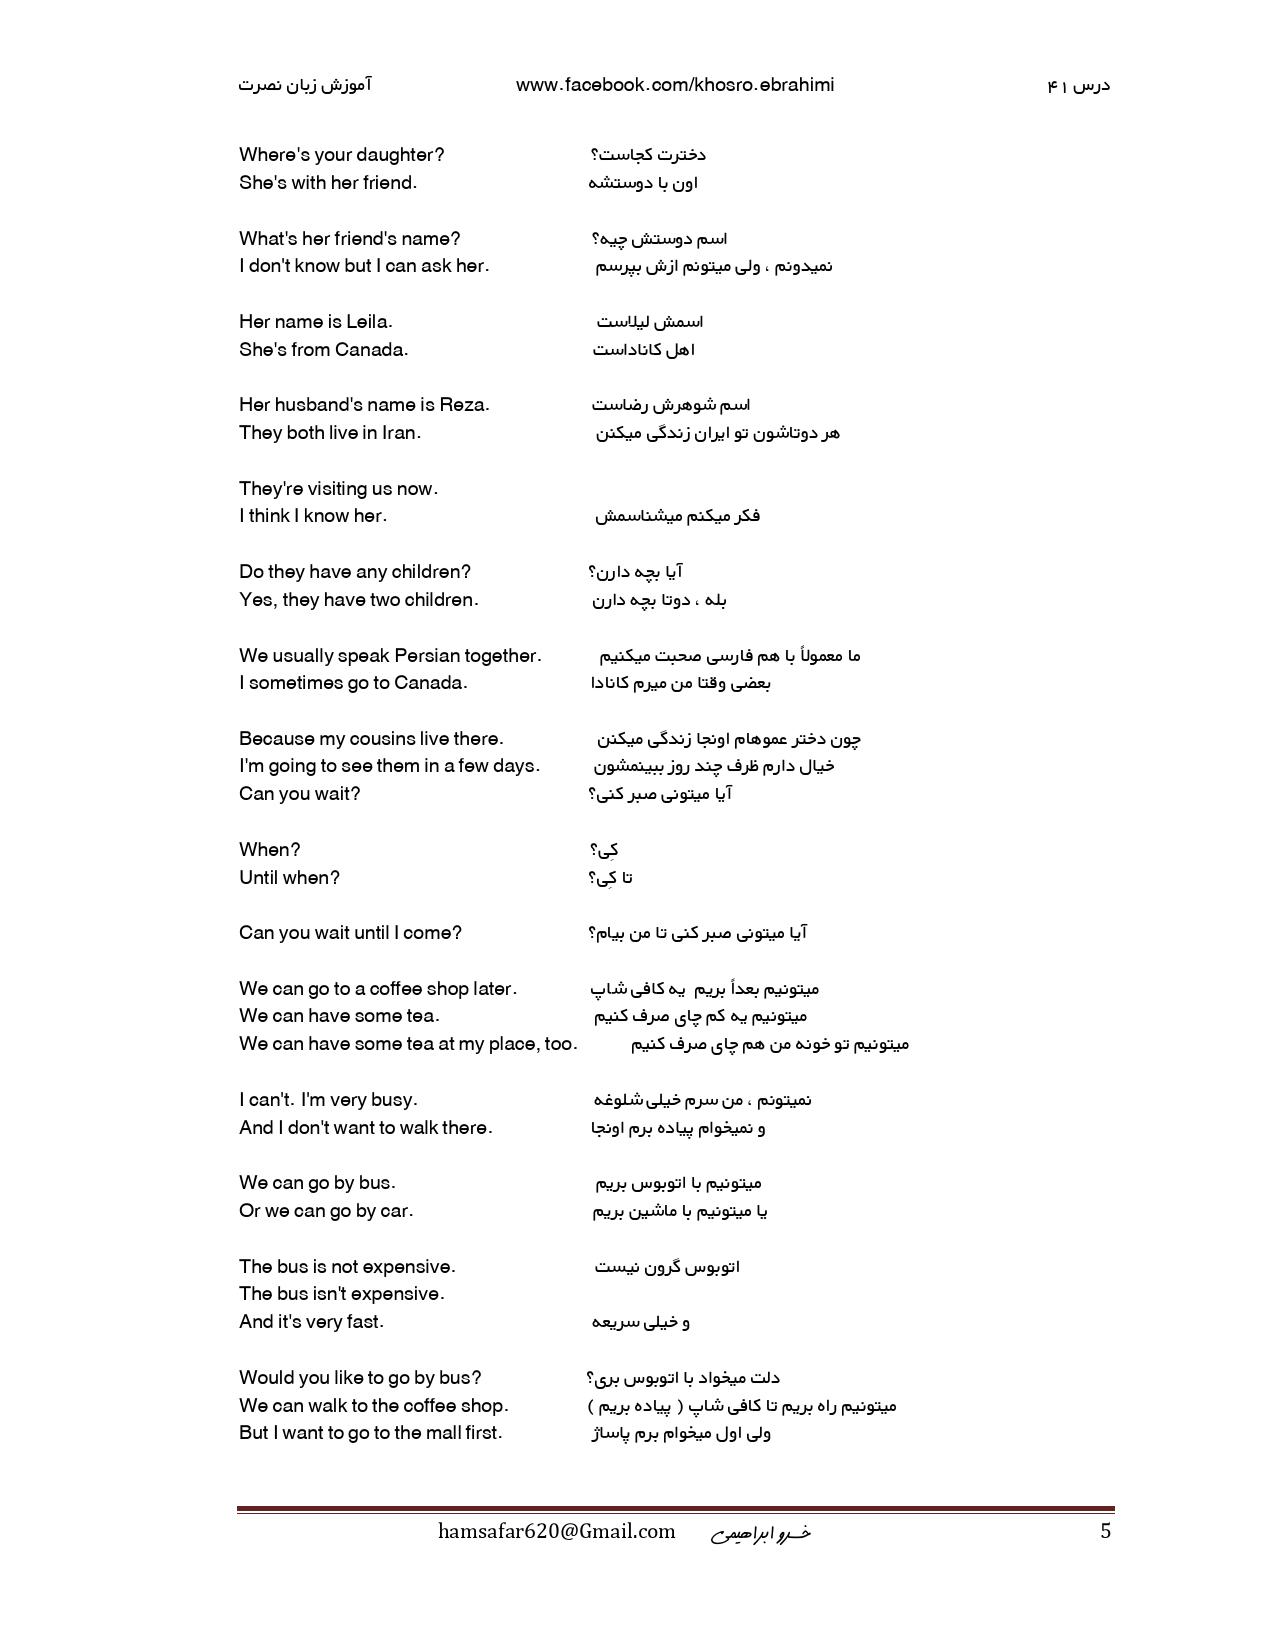 آموزش زبان نصرت www.facebook.com/khosro.ebrahimi درس ۴۱
Where's your daughter? دخترت کجاست؟
She's with her friend. اون با دوستشه
What's her friend's name? اسم دوستش چیه؟
I don't know but I can ask her. نمیدونم ، ولی میتونم ازش بپرسم
Her name is Leila. اسمش لیلاست
She's from Canada. اهل کاناداست
Her husband's name is Reza. اسم شوهرش رضاست
They both live in Iran. هر دوتاشون تو ایران زندگی میکنن
They're visiting us now.
I think I know her. فکر میکنم میشناسمش
Do they have any children? آیا بچه دارن؟
Yes, they have two children. بله ، دوتا بچه دارن
We usually speak Persian together. ما معمولاً با هم فارسی صحبت میکنیم
I sometimes go to Canada. بعضی وقتا من میرم کانادا
Because my cousins live there. چون دختر عموهام اونجا زندگی میکنن
I'm going to see them in a few days. خیال دارم ظرف چند روز ببینمشون
Can you wait? آیا میتونی صبر کنی؟
When? کِی؟
Until when? تا کِی؟
Can you wait until I come? آیا میتونی صبر کنی تا من بیام؟
We can go to a coffee shop later. میتونیم بعداً بریم یه کافی شاپ
We can have some tea. میتونیم یه کم چای صرف کنیم
We can have some tea at my place, too. میتونیم تو خونه من هم چای صرف کنیم
I can't. I'm very busy. نمیتونم ، من سرم خیلی شلوغه
And I don't want to walk there. و نمیخوام پیاده برم اونجا
We can go by bus. میتونیم با اتوبوس بریم
Or we can go by car. یا میتونیم با ماشین بریم
The bus is not expensive. اتوبوس گرون نیست
The bus isn't expensive.
And it's very fast. و خیلی سریعه
Would you like to go by bus? دلت میخواد با اتوبوس بری؟
We can walk to the coffee shop. میتونیم راه بریم تا کافی شاپ ( پیاده بریم )
But I want to go to the mall first. ولی اول میخوام برم پاساژ
hamsafar620@Gmail.com خسرو ابراهیمی 5